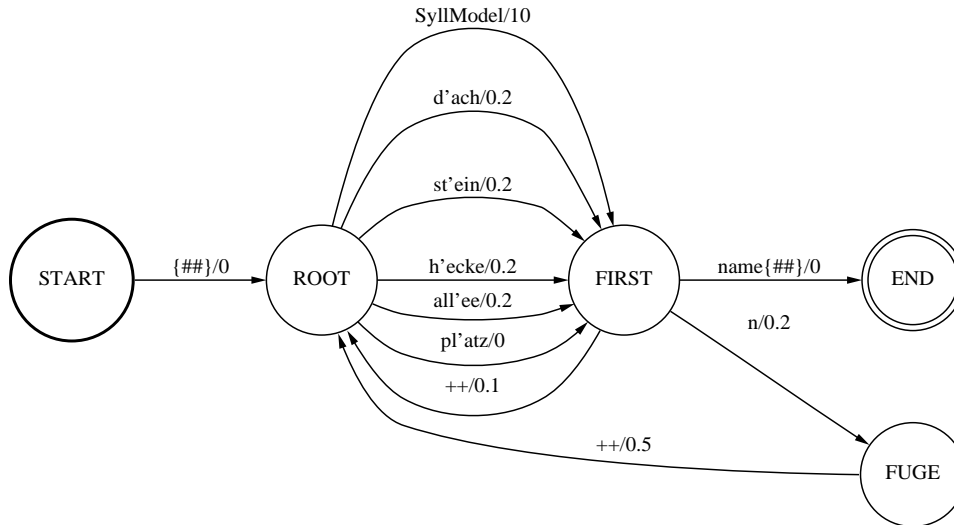 SyllModel/10
d'ach/0.2
st'ein/0.2
START
{##}/0
ROOT
h'ecke/0.2
FIRST
name{##}/0
END
all'ee/0.2
n/0.2
pl'atz/0
++/0.1
++/0.5
FUGE